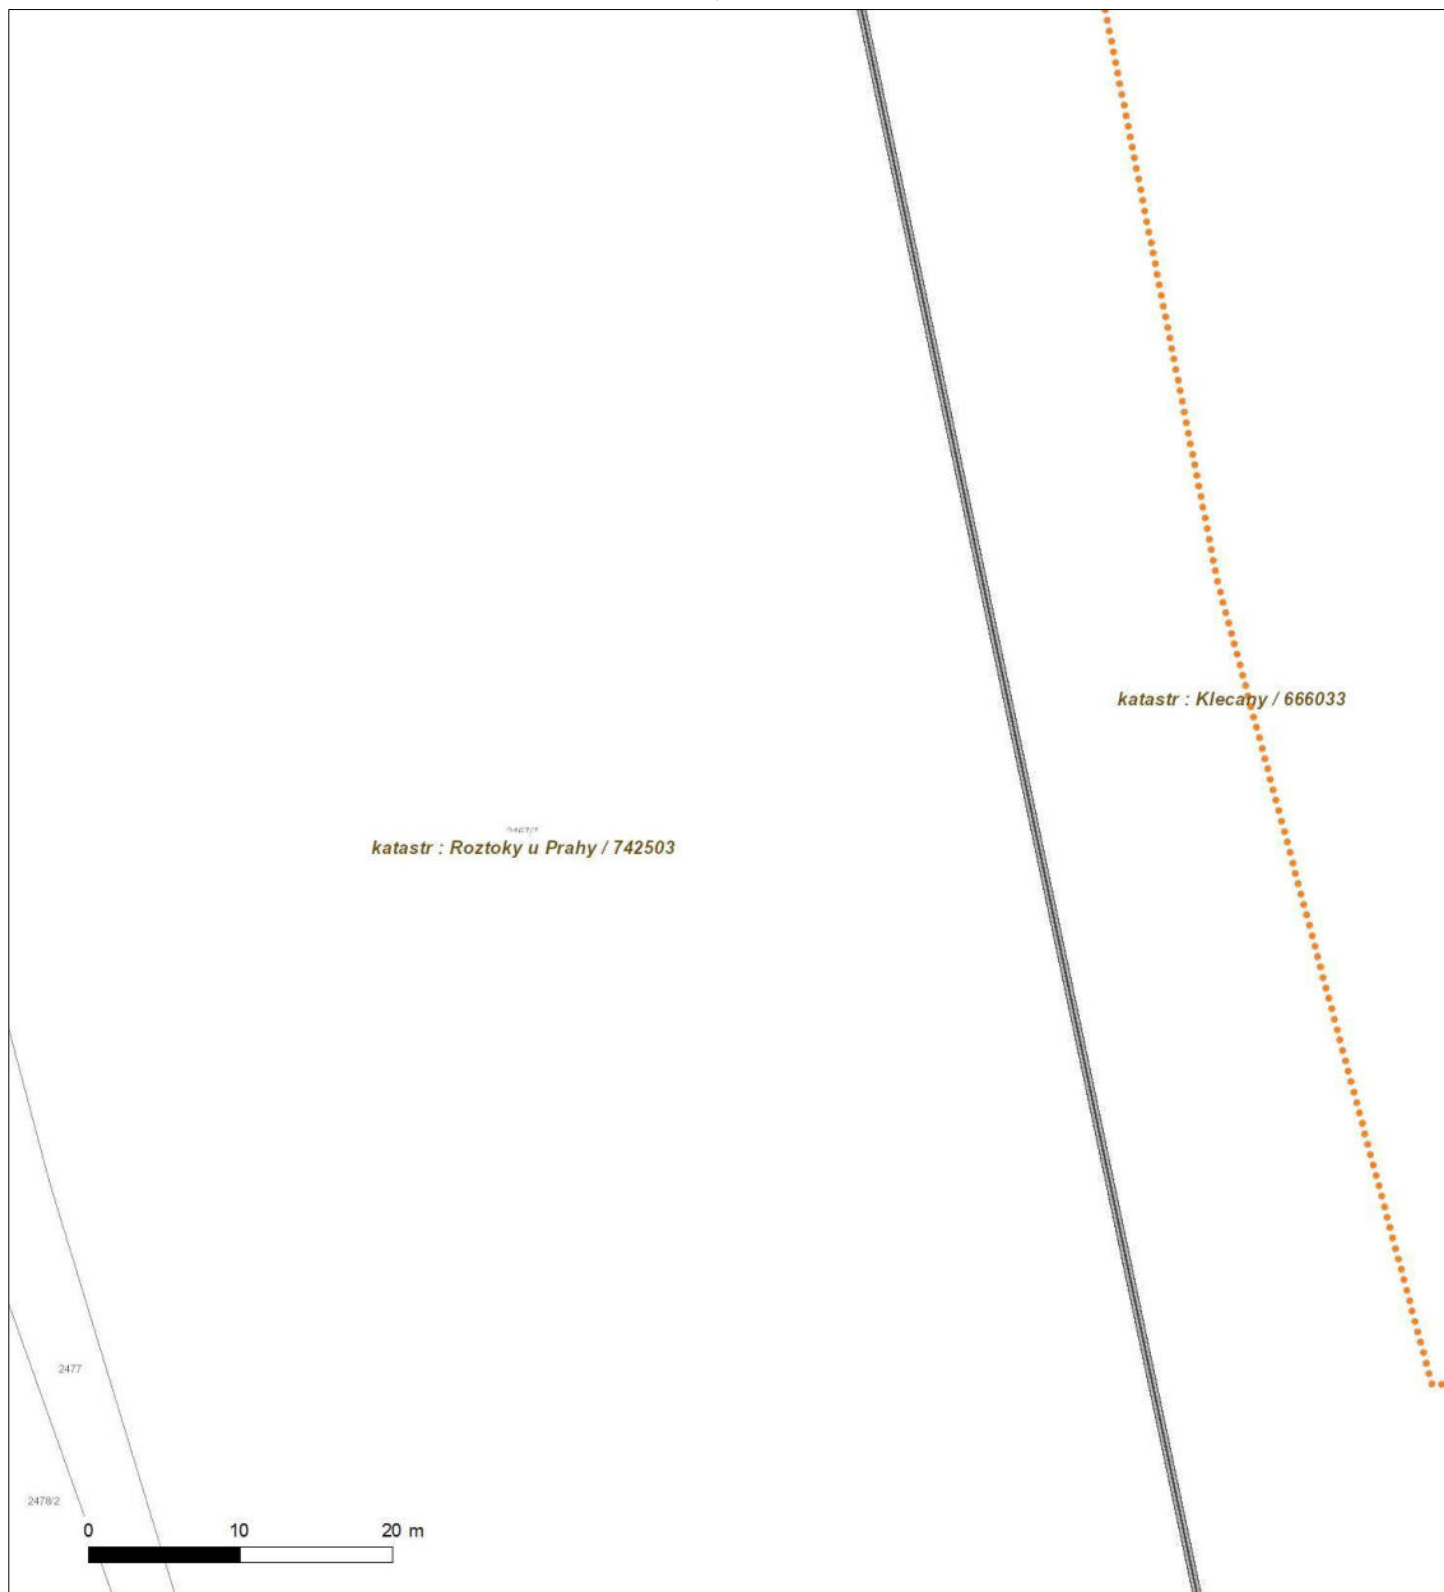 katastr : Klecany / 666033
katastr : Roztoky u Prahy / 742503
2477
2478/2
0 10 20 m